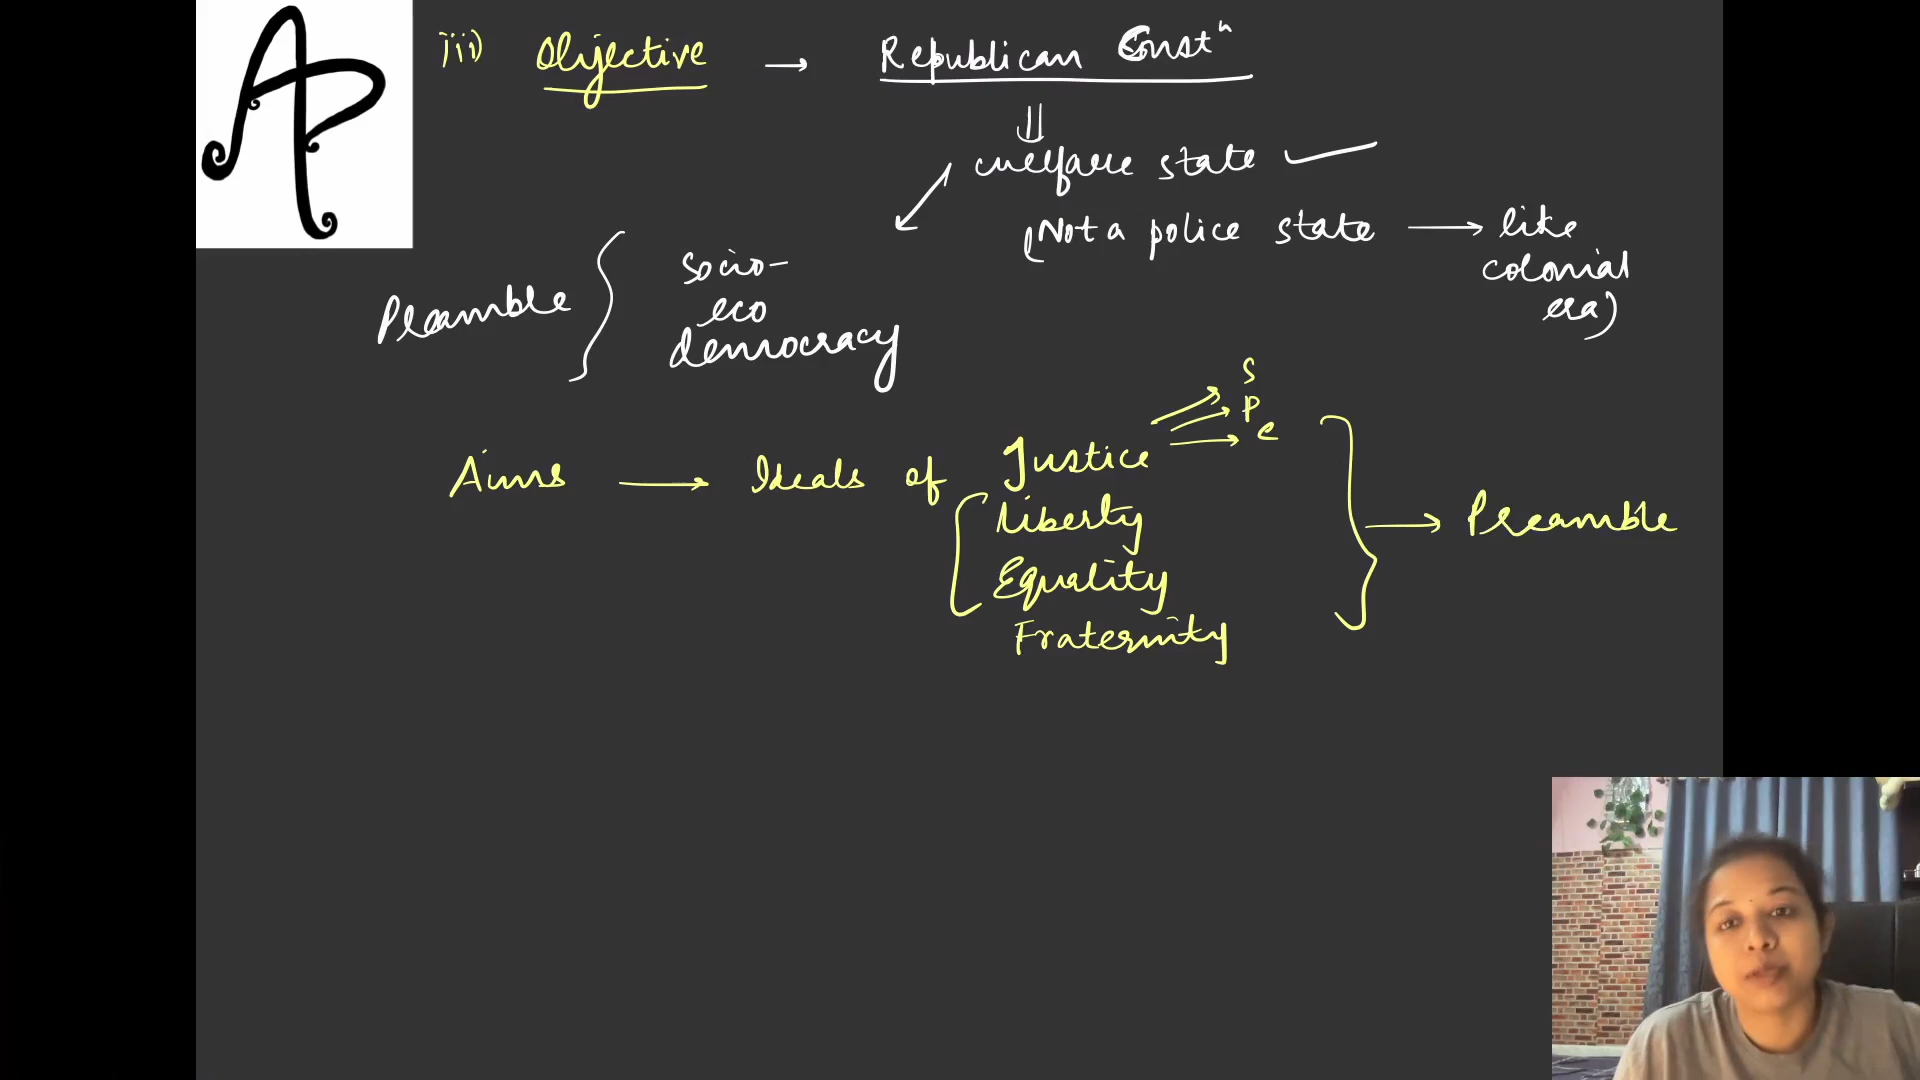 AP
iii) Objective → Republican Constⁿ
⇓
welfare state ✓
(Not a police state → like colonial era)
Preamble { socio-
eco
democracy
Aims → Ideals of Justice → S
P
e
Liberty
Equality
Fraternity
} → Preamble